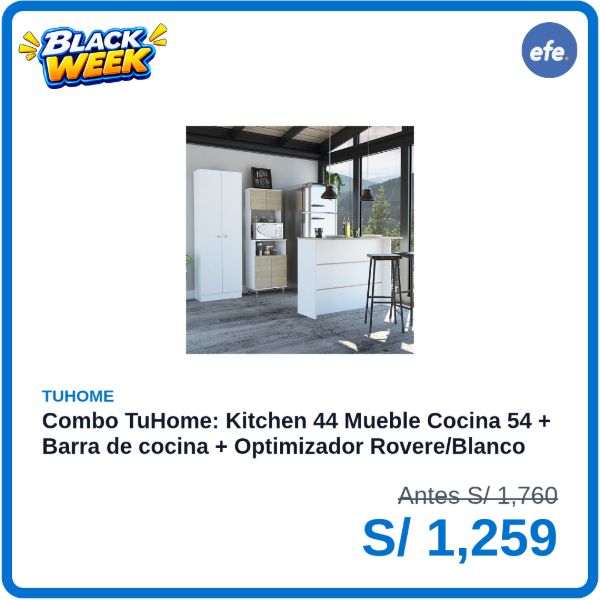 BLACK
WEEK
efe.
TUHOME
Combo TuHome: Kitchen 44 Mueble Cocina 54 +
Barra de cocina + Optimizador Rovere/Blanco
Antes S/ 1,760
S/ 1,259